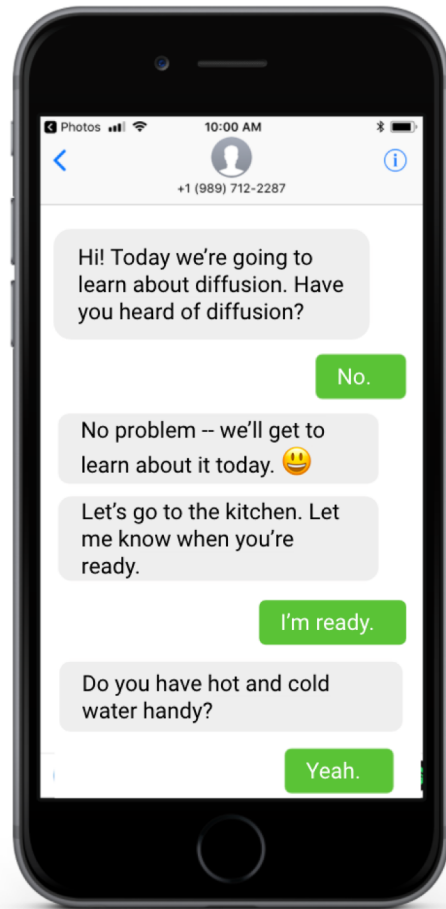 Photos
10:00 AM
+1 (989) 712-2287
Hi! Today we're going to
learn about diffusion. Have
you heard of diffusion?
No.
No problem -- we'll get to
learn about it today. 😃
Let's go to the kitchen. Let
me know when you're
ready.
I'm ready.
Do you have hot and cold
water handy?
Yeah.